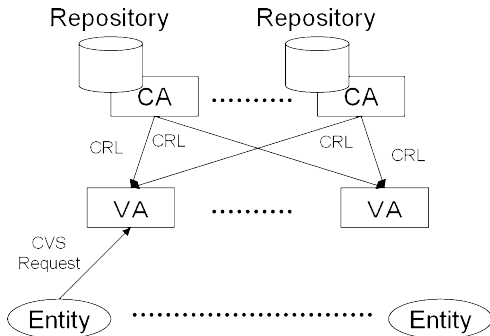 Repository Repository
CA CA
CRL CRL CRL CRL
VA VA
CVS
Request
Entity Entity